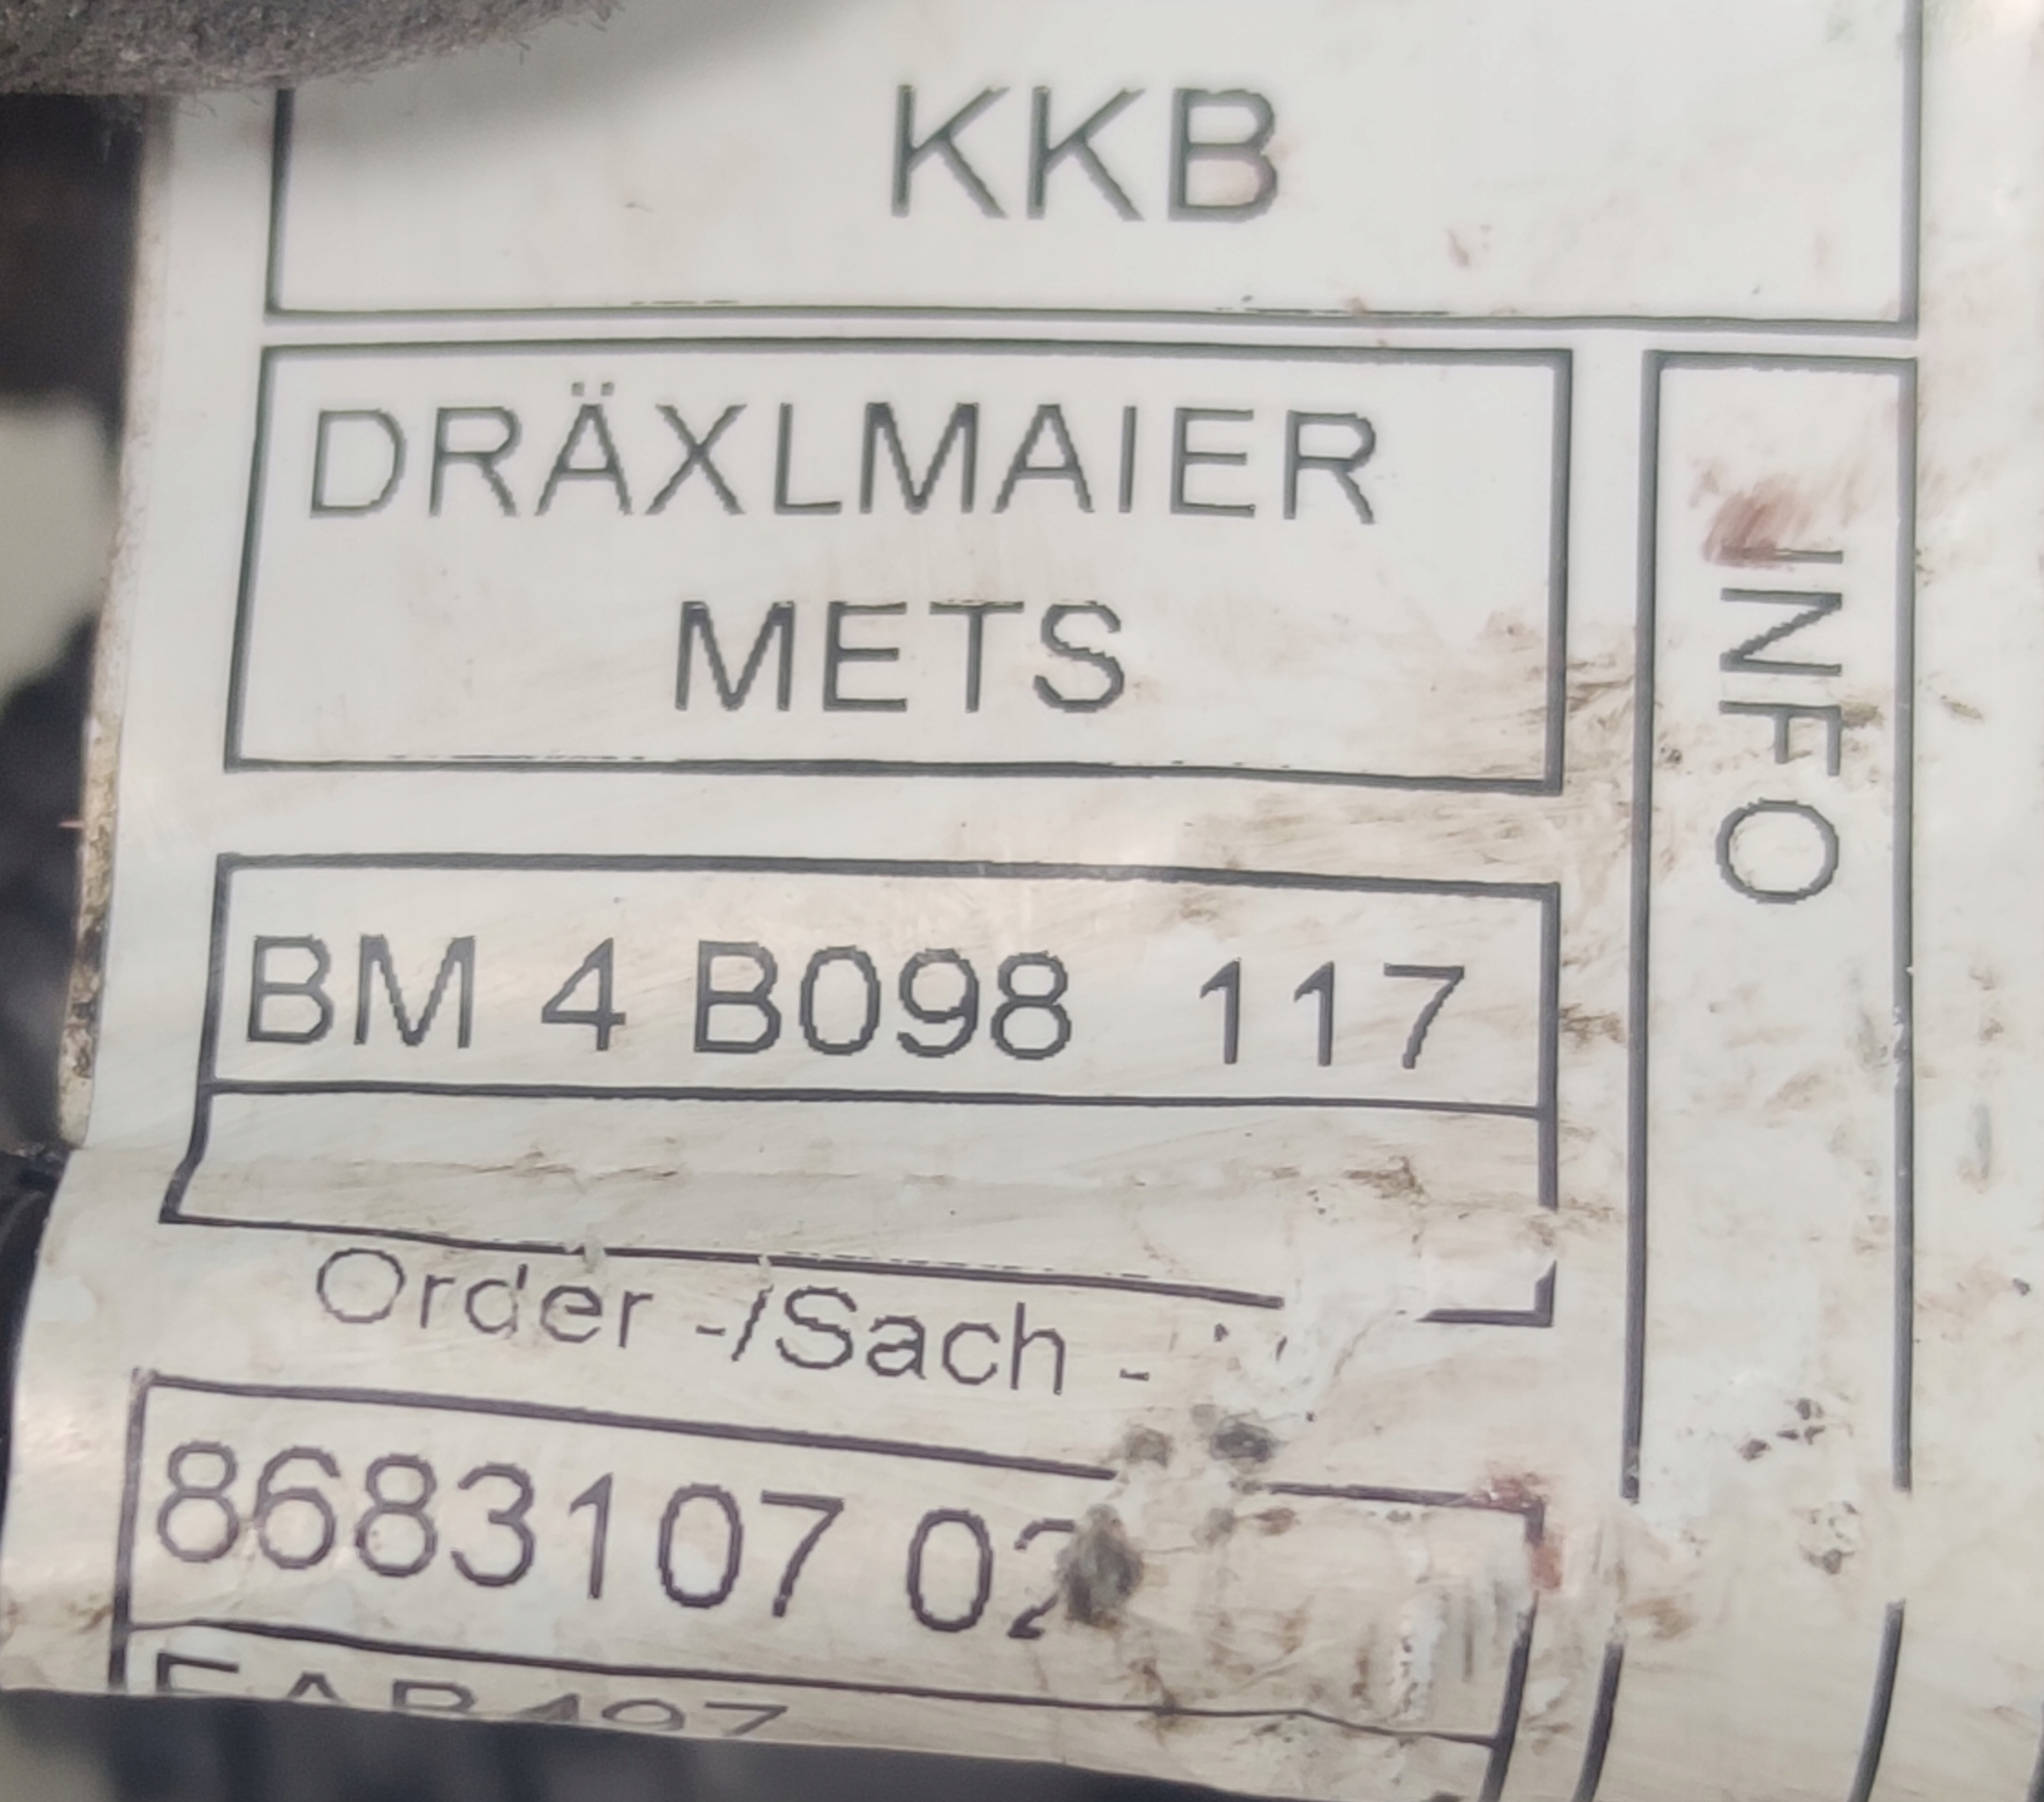 KKB
DRÄXLMAIER
METS
INFO
BM 4 B098 117
Order -/Sach -
8683107 02